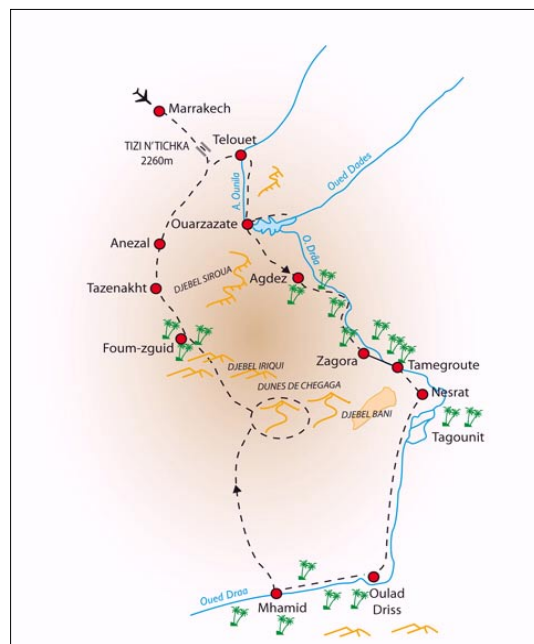 Marrakech
TIZI N'TICHKA
2260m
Telouet
A. Ounila
Oued Dades
Ouarzazate
O. Drâa
Anezal
DJEBEL SIROUA
Agdez
Tazenakht
Foum-zguid
Zagora
Tamegroute
DJEBEL IRIQUI
DUNES DE CHEGAGA
Nesrat
DJEBEL BANI
Tagounit
Oued Draa
Mhamid
Oulad
Driss